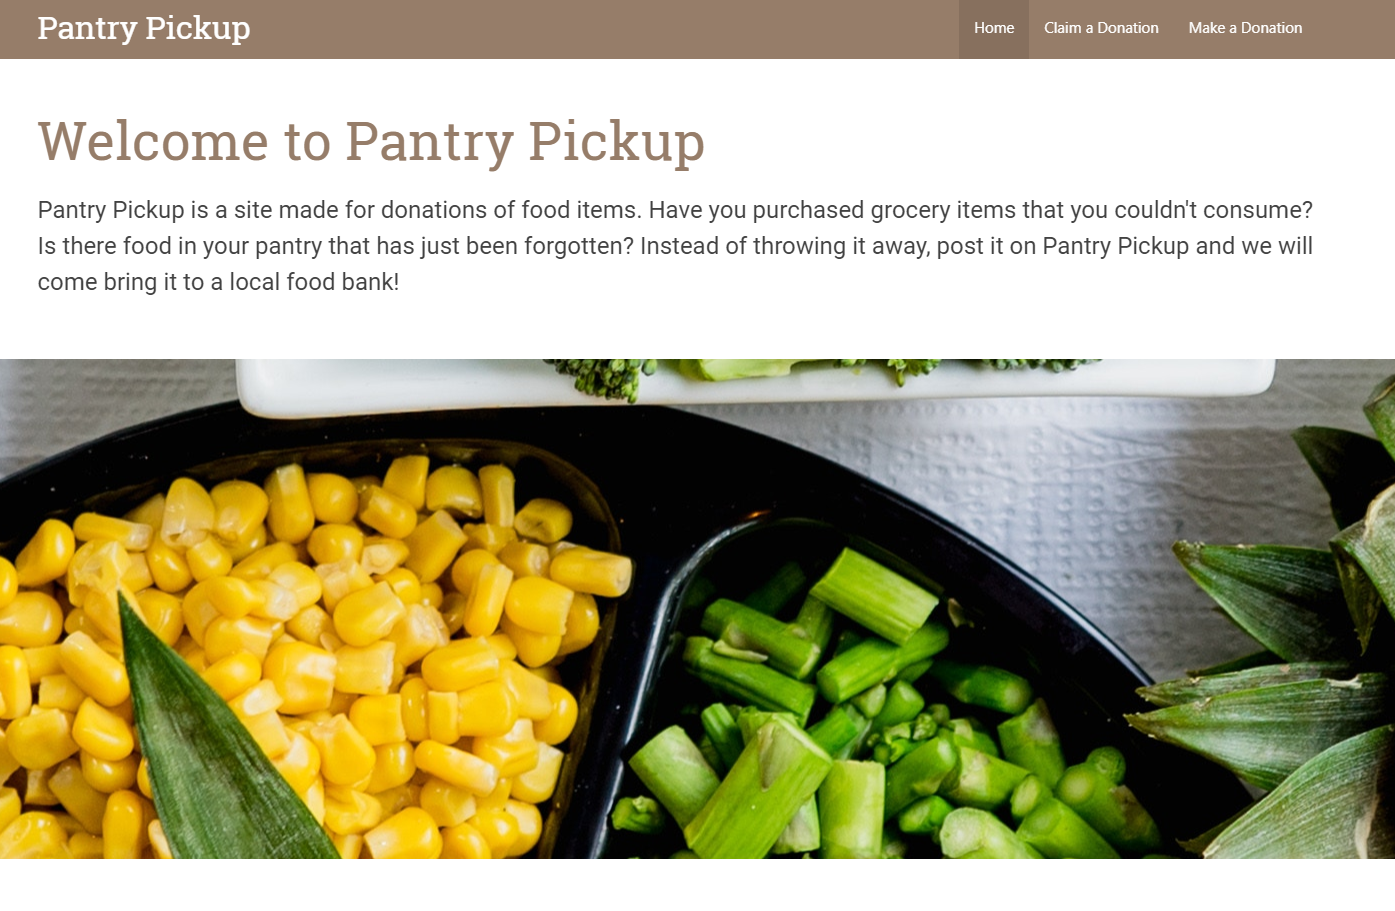 Pantry Pickup
Home
Claim a Donation
Make a Donation
Welcome to Pantry Pickup
Pantry Pickup is a site made for donations of food items. Have you purchased grocery items that you couldn't consume?
Is there food in your pantry that has just been forgotten? Instead of throwing it away, post it on Pantry Pickup and we will
come bring it to a local food bank!